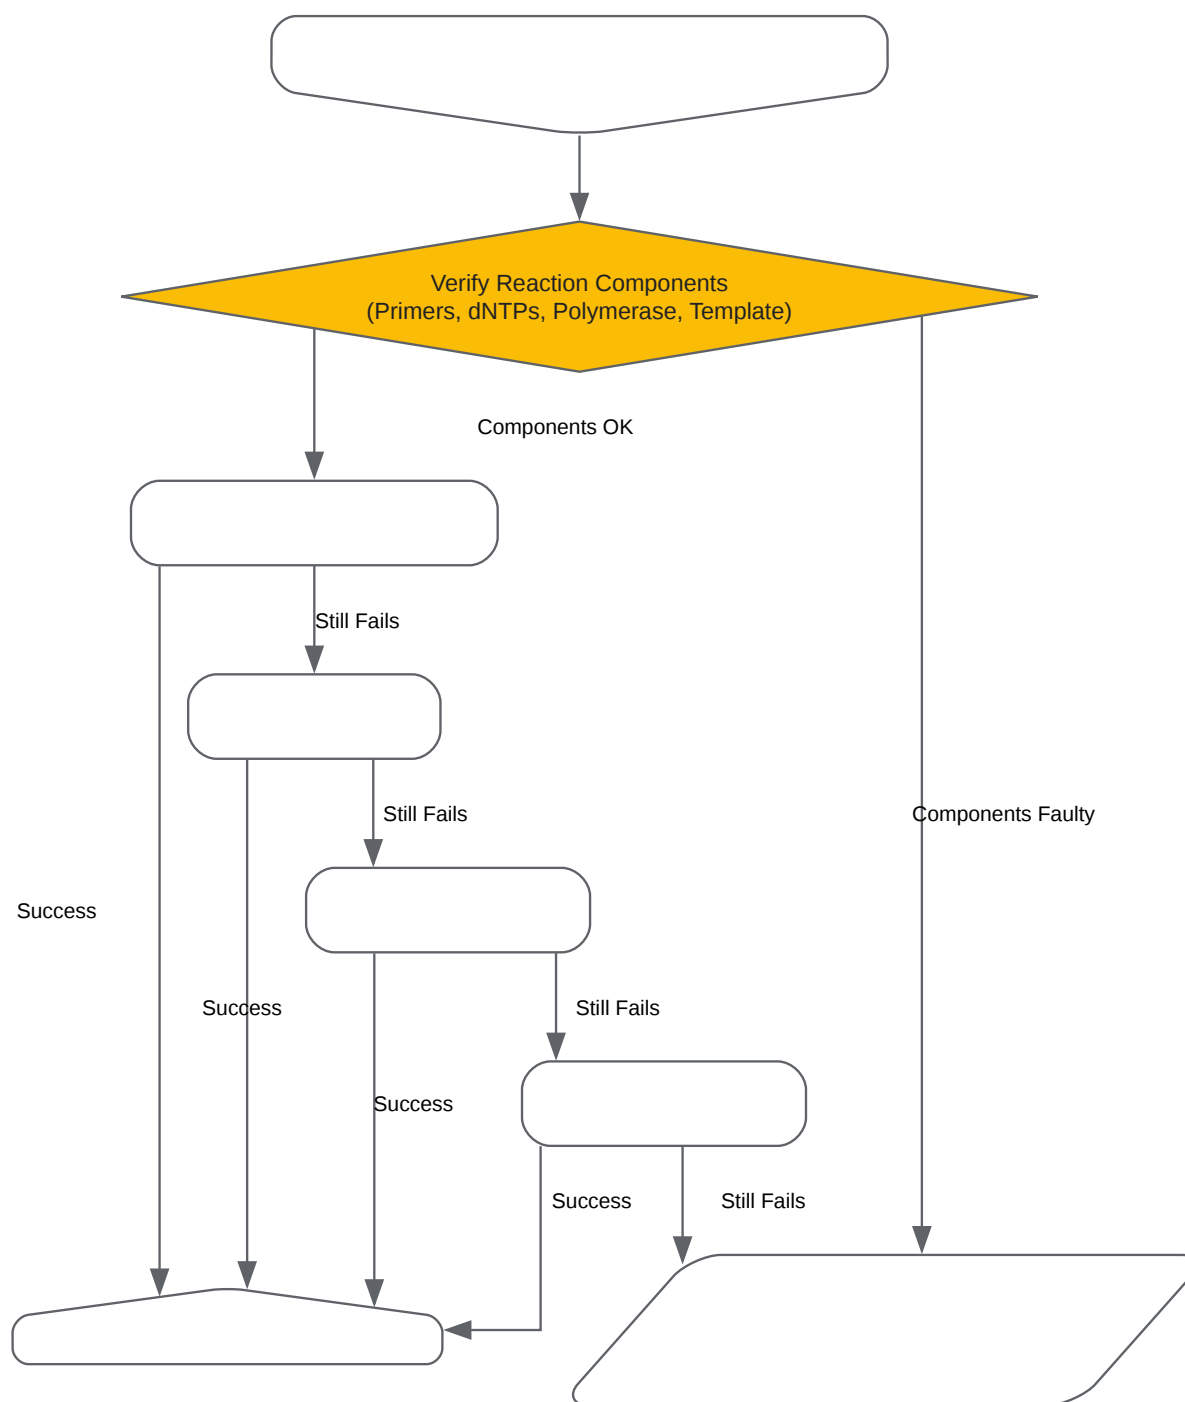 Verify Reaction Components
(Primers, dNTPs, Polymerase, Template)
Components OK
Still Fails
Still Fails
Components Faulty
Success
Success
Still Fails
Success
Success
Still Fails